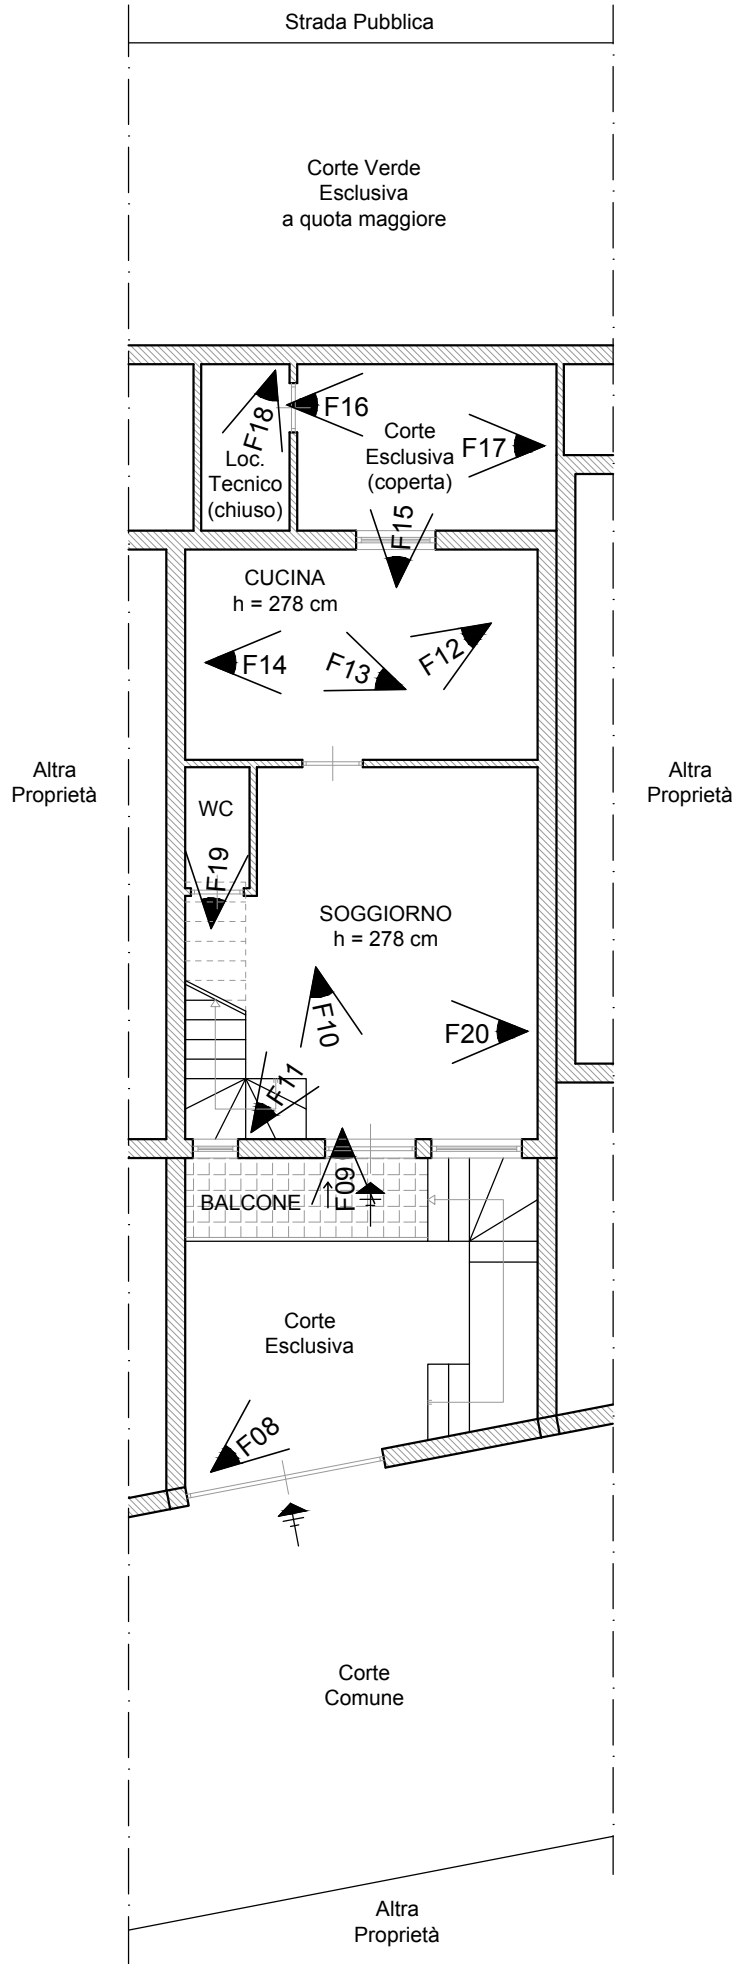 Strada Pubblica
Corte Verde
Esclusiva
a quota maggiore
F18
F16
Corte
Esclusiva
(coperta)
F17
Loc.
Tecnico
(chiuso)
F15
CUCINA
h = 278 cm
F14
F13
F12
Altra
Proprietà
Altra
Proprietà
WC
F19
SOGGIORNO
h = 278 cm
F10
F20
F11
BALCONE
F09
Corte
Esclusiva
F08
Corte
Comune
Altra
Proprietà